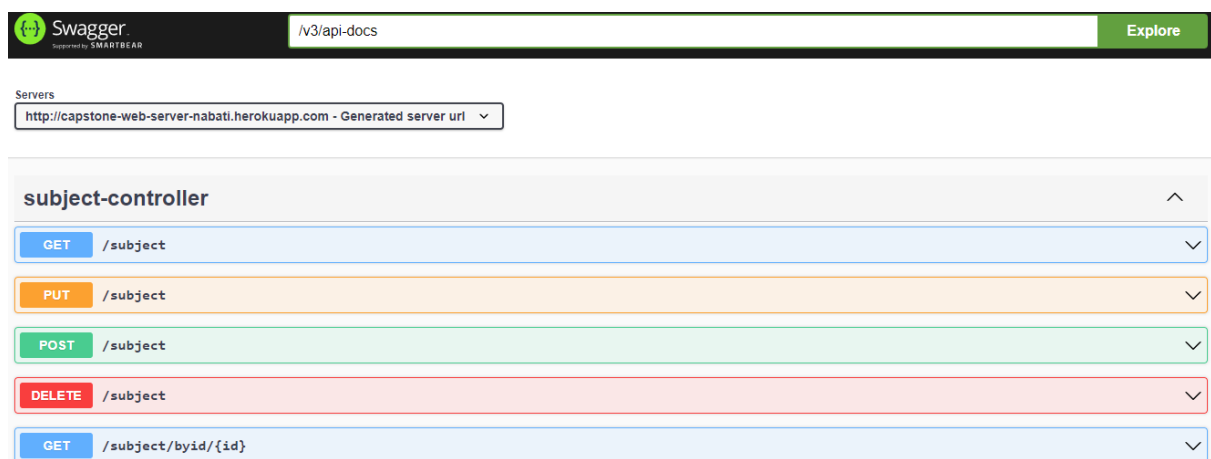 {··} Swagger. /v3/api-docs Explore
Supported by SMARTBEAR
Servers
http://capstone-web-server-nabati.herokuapp.com - Generated server url
subject-controller
GET /subject
PUT /subject
POST /subject
DELETE /subject
GET /subject/byid/{id}